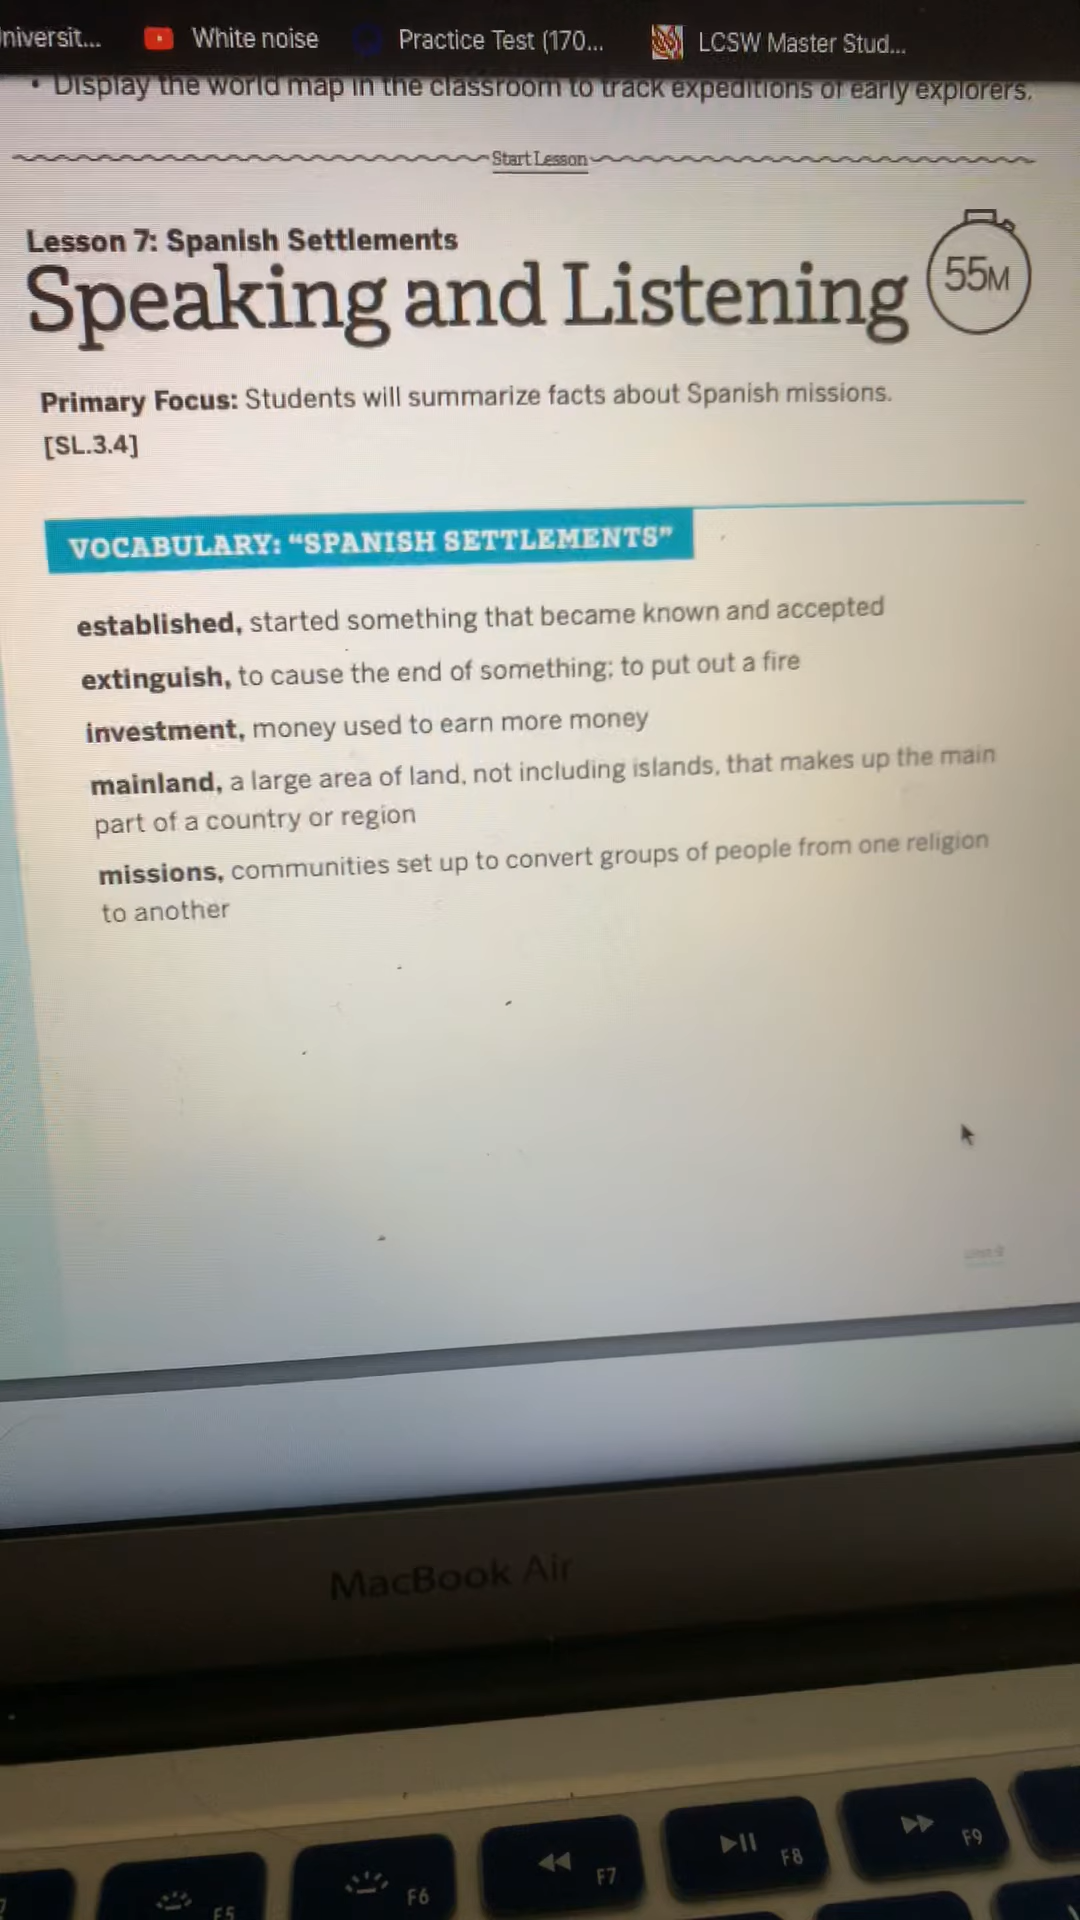 niversit... White noise Practice Test (170... LCSW Master Stud...
• Display the world map in the classroom to track expeditions of early explorers.
Start Lesson
Lesson 7: Spanish Settlements
Speaking and Listening
55M
Primary Focus: Students will summarize facts about Spanish missions.
[SL.3.4]
VOCABULARY: “SPANISH SETTLEMENTS”
established, started something that became known and accepted
extinguish, to cause the end of something; to put out a fire
investment, money used to earn more money
mainland, a large area of land, not including islands, that makes up the main
part of a country or region
missions, communities set up to convert groups of people from one religion
to another
MacBook Air
F5 F6 F7 F8 F9